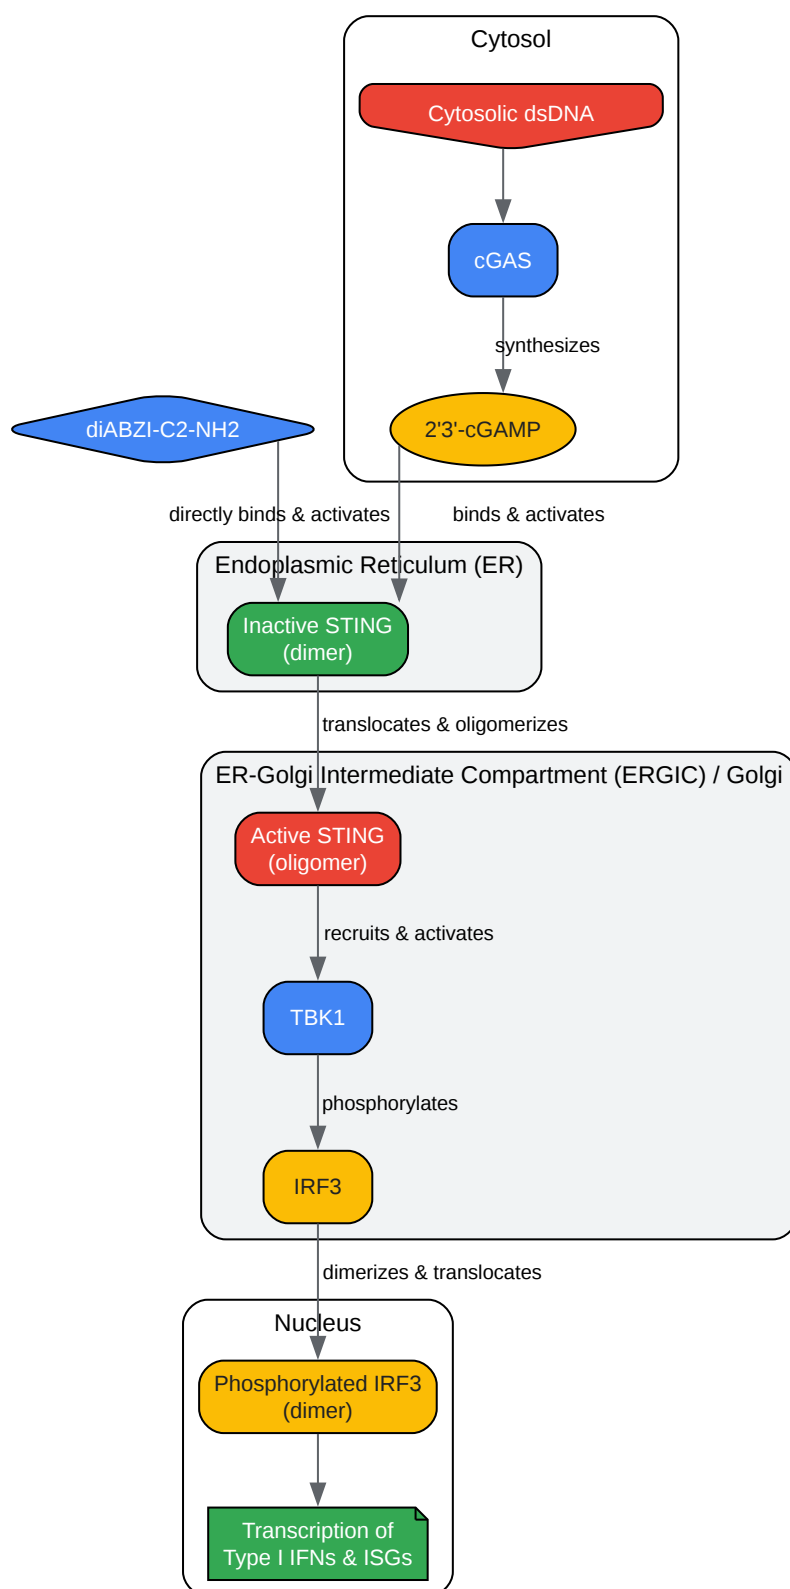 Cytosol
Cytosolic dsDNA
cGAS
synthesizes
diABZI-C2-NH2
2'3'-cGAMP
directly binds & activates
binds & activates
Endoplasmic Reticulum (ER)
Inactive STING
(dimer)
translocates & oligomerizes
ER-Golgi Intermediate Compartment (ERGIC) / Golgi
Active STING
(oligomer)
recruits & activates
TBK1
phosphorylates
IRF3
dimerizes & translocates
Nucleus
Phosphorylated IRF3
(dimer)
Transcription of
Type I IFNs & ISGs